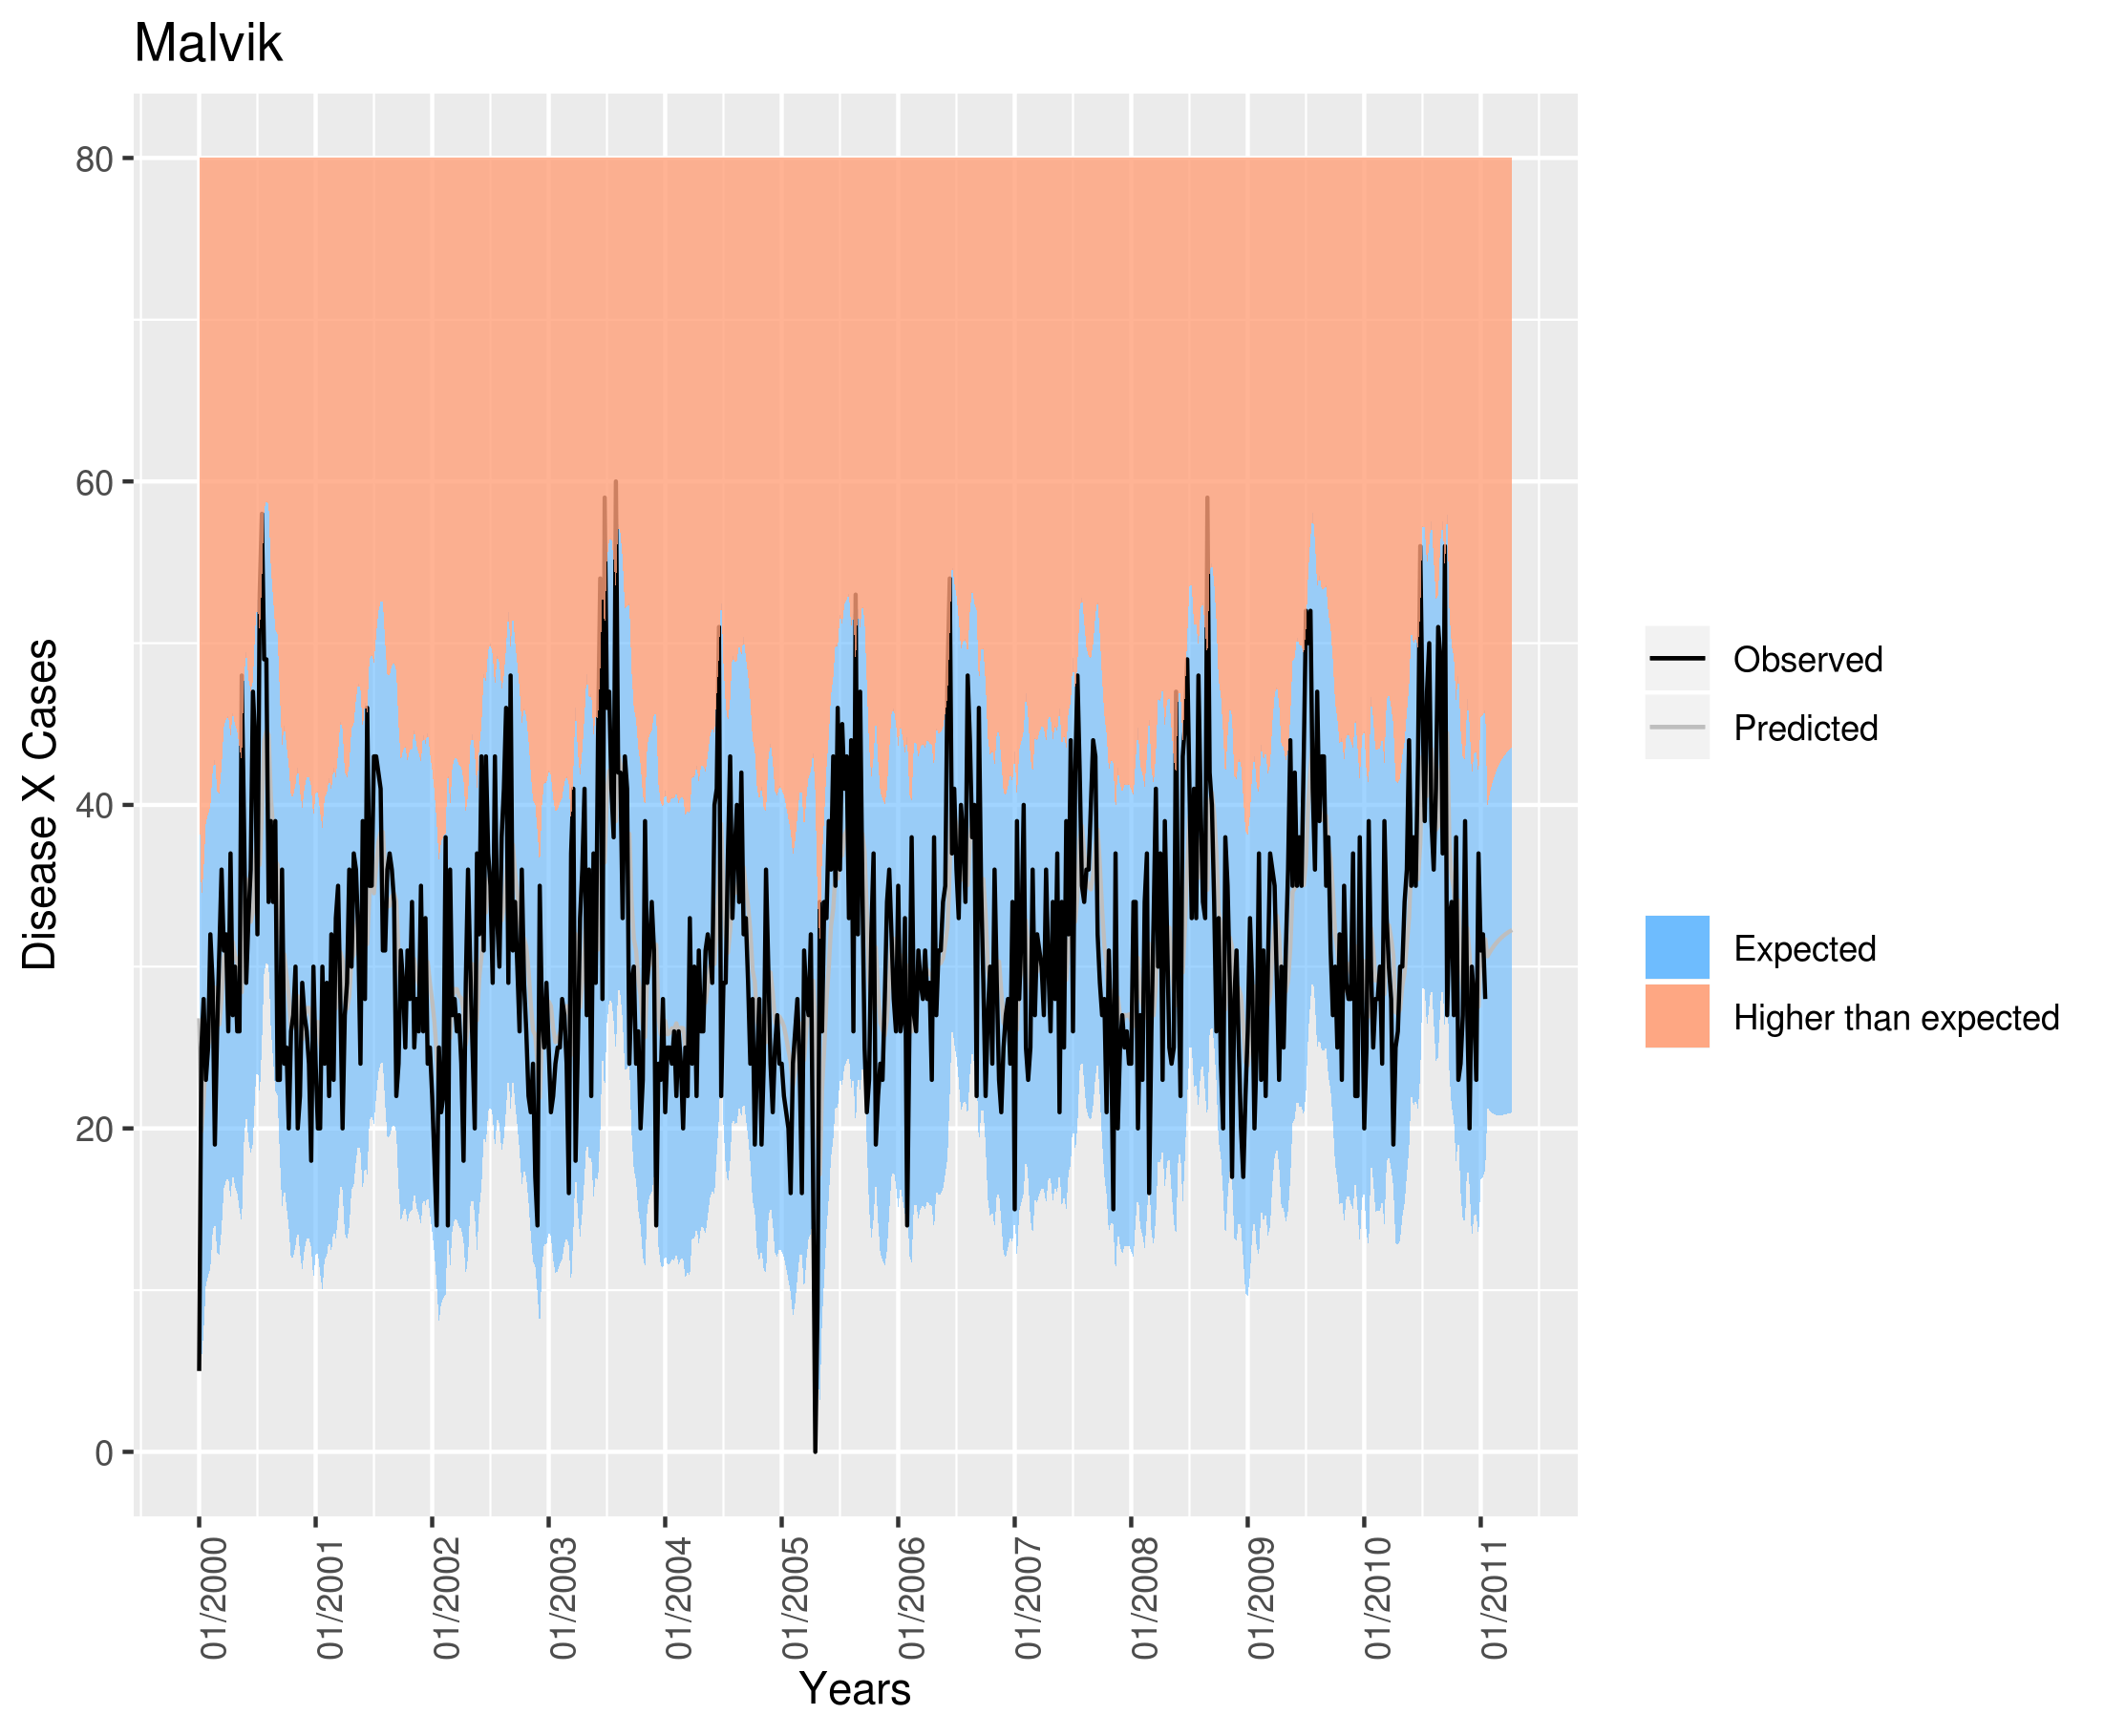 Malvik
Disease X Cases
80
60
40
20
0
01/2000
01/2001
01/2002
01/2003
01/2004
01/2005
01/2006
01/2007
01/2008
01/2009
01/2010
01/2011
Years
Observed
Predicted
Expected
Higher than expected